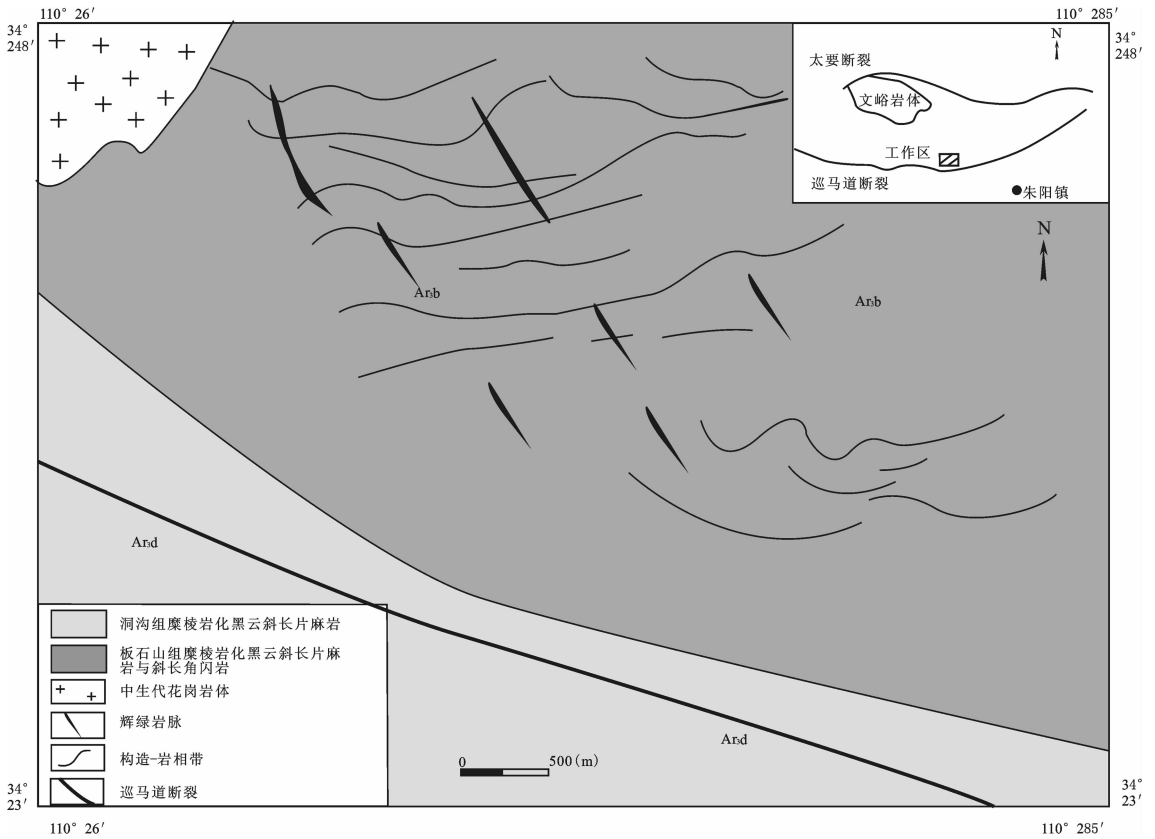 110° 26′
110° 285′
34°
248′
34°
248′
N
太要断裂
文峪岩体
工作区
巡马道断裂
朱阳镇
N
Ar₃b
Ar₃b
Ar₃d
洞沟组糜棱岩化黑云斜长片麻岩
板石山组糜棱岩化黑云斜长片麻
岩与斜长角闪岩
中生代花岗岩体
辉绿岩脉
构造-岩相带
巡马道断裂
Ar₃d
0 500(m)
34°
23′
34°
23′
110° 26′
110° 285′